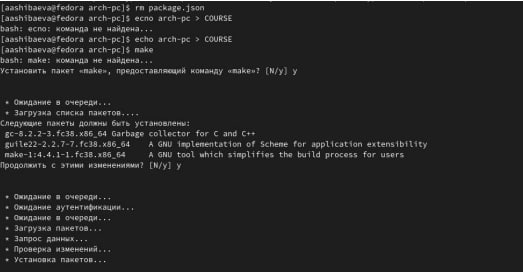 [aashibaeva@fedora arch-pc]$ rm package.json
[aashibaeva@fedora arch-pc]$ ecno arch-pc > COURSE
bash: ecno: команда не найдена...
[aashibaeva@fedora arch-pc]$ echo arch-pc > COURSE
[aashibaeva@fedora arch-pc]$ make
bash: make: команда не найдена...
Установить пакет «make», предоставляющий команду «make»? [N/y] y
* Ожидание в очереди...
* Загрузка списка пакетов....
Следующие пакеты должны быть установлены:
gc-8.2.2-3.fc38.x86_64 Garbage collector for C and C++
guile22-2.2.7-7.fc38.x86_64 A GNU implementation of Scheme for application extensibility
make-1:4.4.1-1.fc38.x86_64 A GNU tool which simplifies the build process for users
Продолжить с этими изменениями? [N/y] y
* Ожидание в очереди...
* Ожидание аутентификации...
* Ожидание в очереди...
* Загрузка пакетов...
* Запрос данных...
* Проверка изменений...
* Установка пакетов...